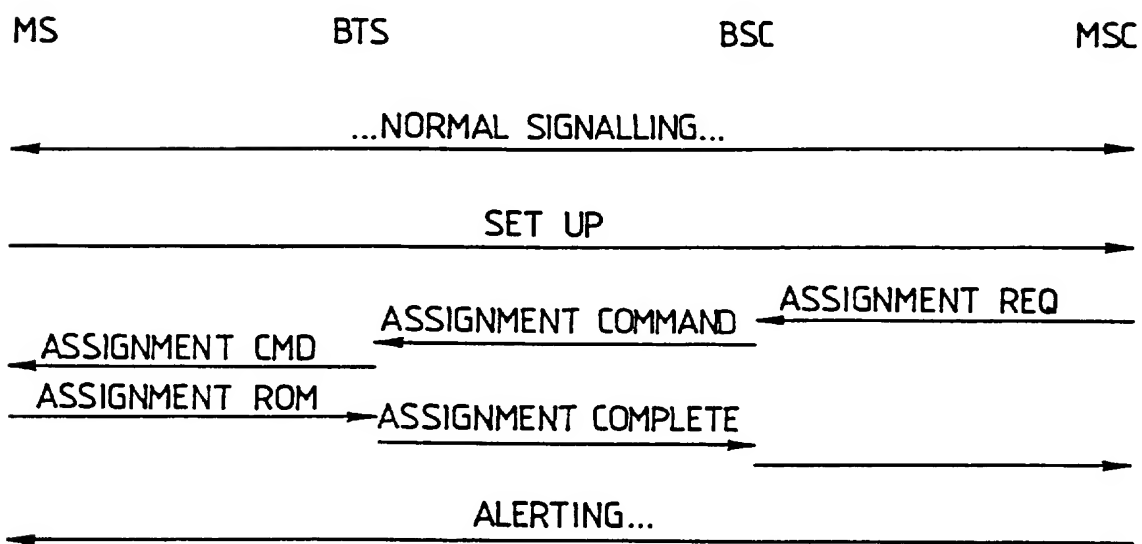 MS BTS BSC MSC
...NORMAL SIGNALLING...
SET UP
ASSIGNMENT REQ
ASSIGNMENT COMMAND
ASSIGNMENT CMD
ASSIGNMENT ROM
ASSIGNMENT COMPLETE
ALERTING...